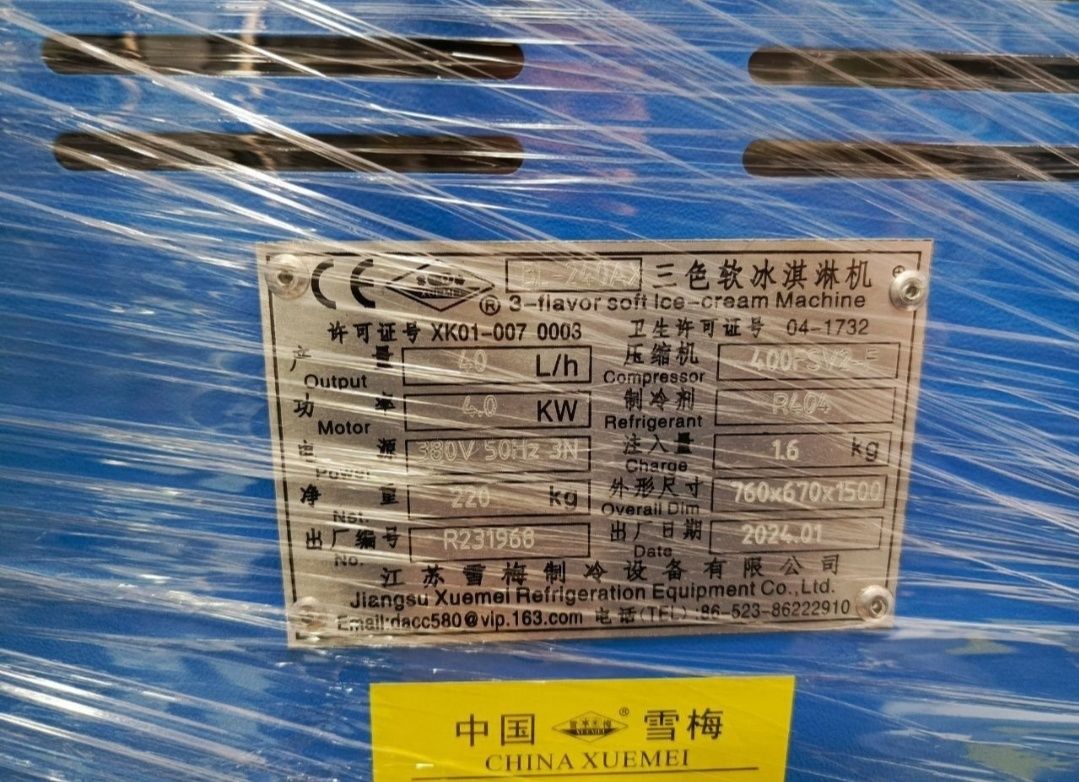 CE XUEMEI ® 三色软冰淇淋机
3-flavor soft Ice-cream Machine
许可证号 XK01-007 0003 卫生许可证号 04-1732
产 量 40 L/h 压缩机
Output Compressor
功 率 4.0 KW 制冷剂 R404
Motor Refrigerant
电 源 380V 50Hz 3N 注入量 1.6 kg
Power Charge
净 重 220 kg 外形尺寸 760x670x1500
Net. Overall Dim
出厂编号 R231968 出厂日期 2024.01
No. Date
江苏雪梅制冷设备有限公司
Jiangsu Xuemei Refrigeration Equipment Co.,Ltd.
Email:dacc580@vip.163.com 电话(TEL):86-523-86222910
中国 XUEMEI ® 雪梅
CHINA XUEMEI